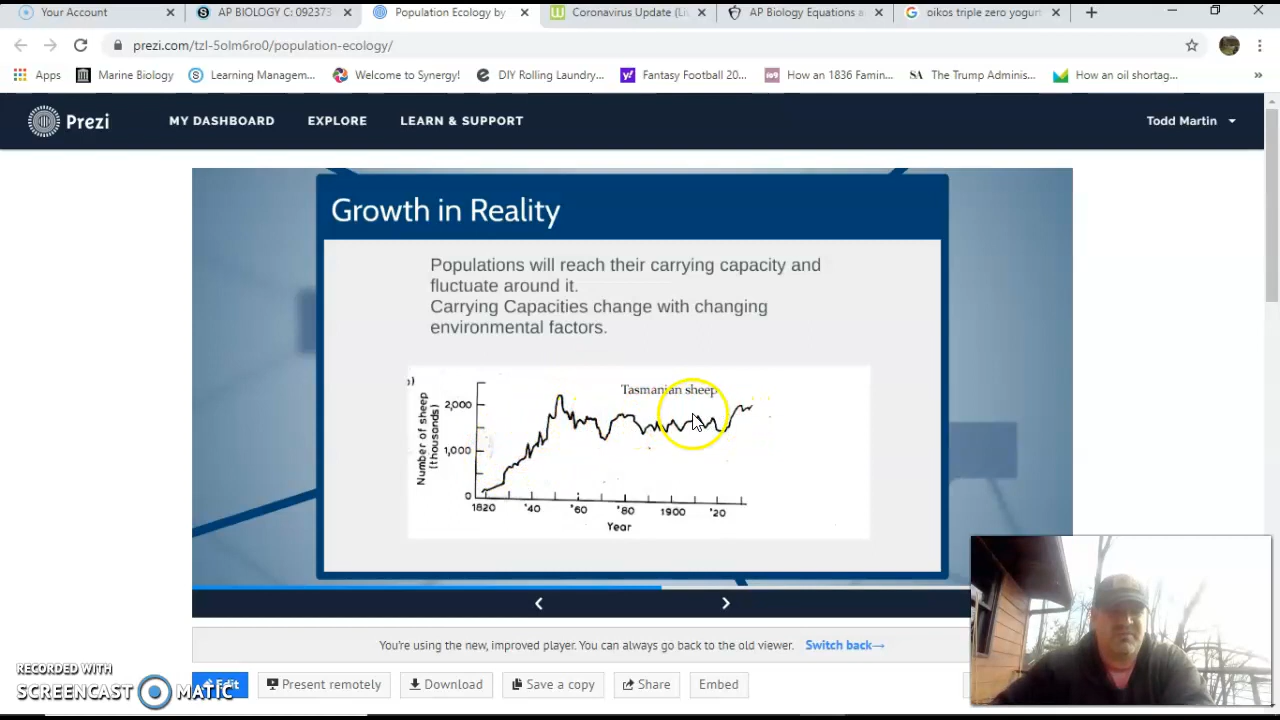 Your Account
AP BIOLOGY C: 092373
Population Ecology by
Coronavirus Update (Li
AP Biology Equations a
oikos triple zero yogurt
prezi.com/tzl-5olm6ro0/population-ecology/
Apps
Marine Biology
Learning Managem...
Welcome to Synergy!
DIY Rolling Laundry...
Fantasy Football 20...
How an 1836 Famin...
The Trump Adminis...
How an oil shortag...
Prezi
MY DASHBOARD
EXPLORE
LEARN & SUPPORT
Todd Martin
Growth in Reality
Populations will reach their carrying capacity and
fluctuate around it.
Carrying Capacities change with changing
environmental factors.
Tasmanian sheep
Number of sheep
(thousands)
2,000
1,000
0
1820 '40 '60 '80 1900 '20
Year
You're using the new, improved player. You can always go back to the old viewer. Switch back→
Edit
Present remotely
Download
Save a copy
Share
Embed
RECORDED WITH
SCREENCAST MATIC